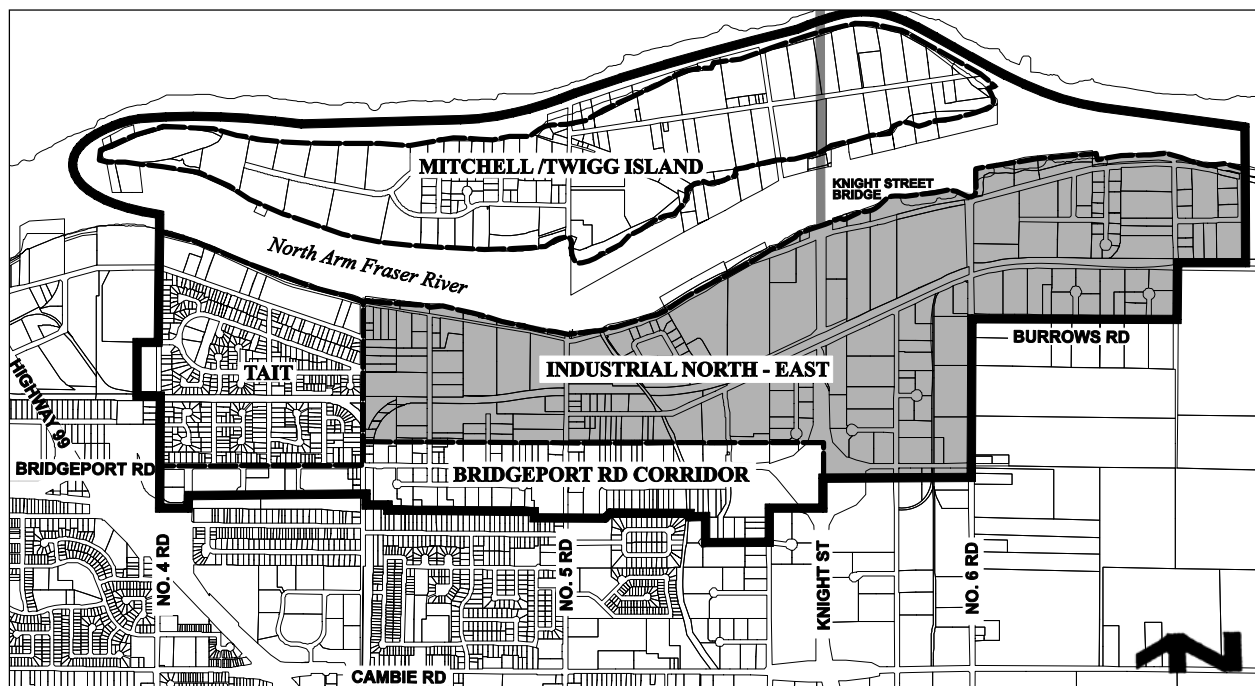 MITCHELL /TWIGG ISLAND
KNIGHT STREET
BRIDGE
North Arm Fraser River
BURROWS RD
HIGHWAY 99
TAIT
INDUSTRIAL NORTH - EAST
BRIDGEPORT RD
BRIDGEPORT RD CORRIDOR
NO. 4 RD
NO. 5 RD
KNIGHT ST
NO. 6 RD
CAMBIE RD
N